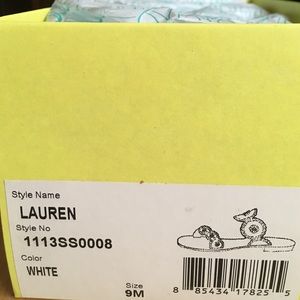 Style Name
LAUREN
Style No
1113SS0008
Color
WHITE
Size
9M
8 85434 17825 5